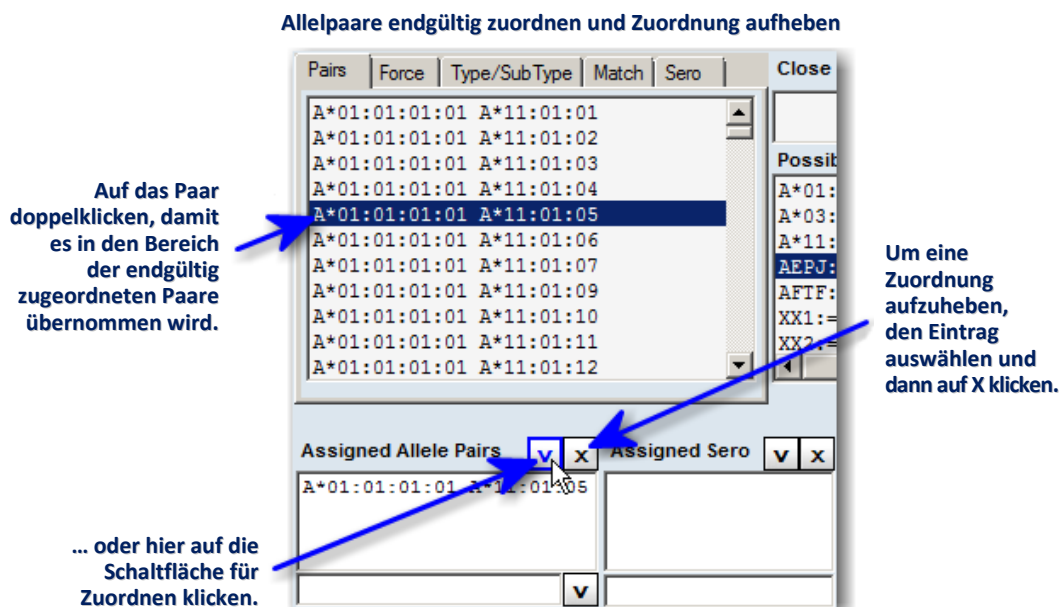 Allelpaare endgültig zuordnen und Zuordnung aufheben
Pairs Force Type/SubType Match Sero
Close
A*01:01:01:01 A*11:01:01
A*01:01:01:01 A*11:01:02
A*01:01:01:01 A*11:01:03
A*01:01:01:01 A*11:01:04
A*01:01:01:01 A*11:01:05
A*01:01:01:01 A*11:01:06
A*01:01:01:01 A*11:01:07
A*01:01:01:01 A*11:01:09
A*01:01:01:01 A*11:01:10
A*01:01:01:01 A*11:01:11
A*01:01:01:01 A*11:01:12
Possib
A*01:
A*03:
A*11:
AEPJ:
AFTF:
XX1:=
XX2:=
Auf das Paar
doppelklicken, damit
es in den Bereich
der endgültig
zugeordneten Paare
übernommen wird.
Um eine
Zuordnung
aufzuheben,
den Eintrag
auswählen und
dann auf X klicken.
Assigned Allele Pairs v x
Assigned Sero v x
A*01:01:01:01 A*11:01:05
v
... oder hier auf die
Schaltfläche für
Zuordnen klicken.